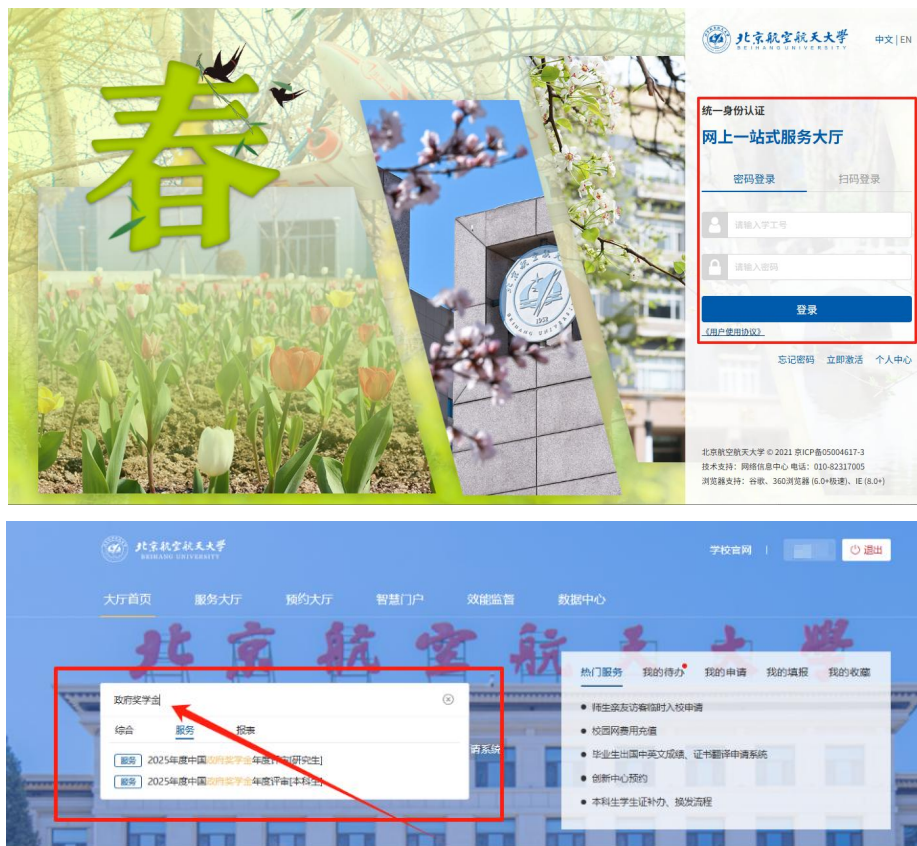 春
1952
BEIHANG UNIVERSITY
北京航空航天大学
BEIHANG UNIVERSITY
中文 | EN
统一身份认证
网上一站式服务大厅
密码登录 扫码登录
请输入学工号
请输入密码
登录
《用户使用协议》
忘记密码 立即激活 个人中心
北京航空航天大学 © 2021 京ICP备05004617-3
技术支持：网络信息中心 电话：010-82317005
浏览器支持：谷歌、360浏览器 (6.0+极速)、IE (8.0+)
北京航空航天大学
BEIHANG UNIVERSITY
学校官网 | 退出
大厅首页 服务大厅 预约大厅 智慧门户 效能监督 数据中心
北京航空航天大學
政府奖学金
综合 服务 报表
服务 2025年度中国政府奖学金年度评审[研究生]
服务 2025年度中国政府奖学金年度评审[本科生]
请系统
热门服务 我的待办 我的申请 我的填报 我的收藏
师生亲友访客临时入校申请
校园网费用充值
毕业生出国中英文成绩、证书翻译申请系统
创新中心预约
本科生学生证补办、换发流程